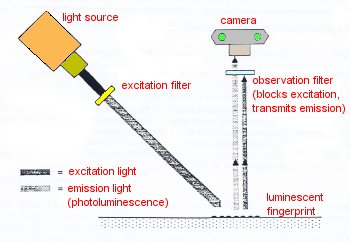 light source
camera
excitation filter
observation filter
(blocks excitation,
transmits emission)
= excitation light
= emission light
(photoluminescence)
luminescent
fingerprint